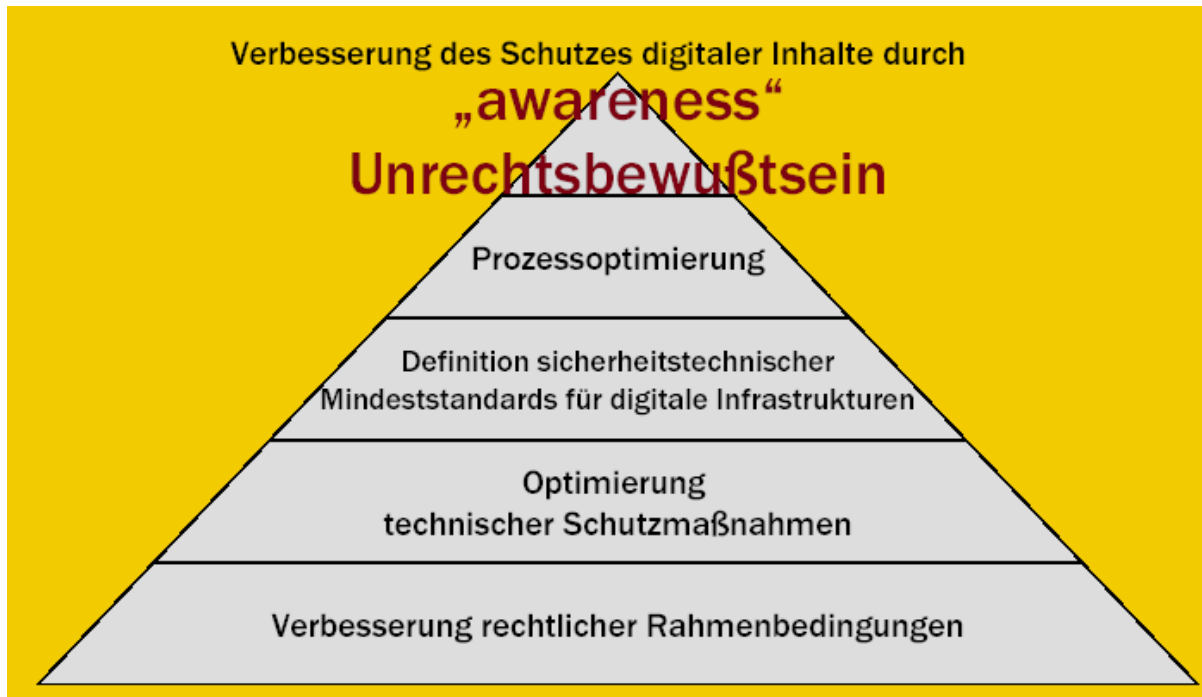 Verbesserung des Schutzes digitaler Inhalte durch
„awareness“
Unrechtsbewußtsein
Prozessoptimierung
Definition sicherheitstechnischer
Mindeststandards für digitale Infrastrukturen
Optimierung
technischer Schutzmaßnahmen
Verbesserung rechtlicher Rahmenbedingungen